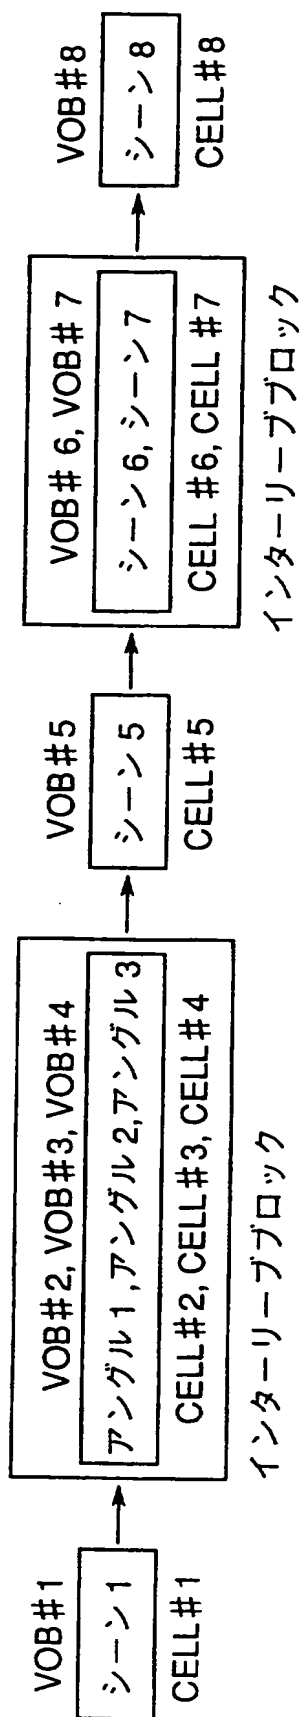 VOB#1
シーン1
CELL#1
VOB#2, VOB#3, VOB#4
アングル1,アングル2,アングル3
CELL#2, CELL#3, CELL#4
インターリーブブロック
VOB#5
シーン5
CELL#5
VOB# 6, VOB# 7
シーン6,シーン7
CELL #6, CELL #7
インターリーブブロック
VOB#8
シーン8
CELL#8